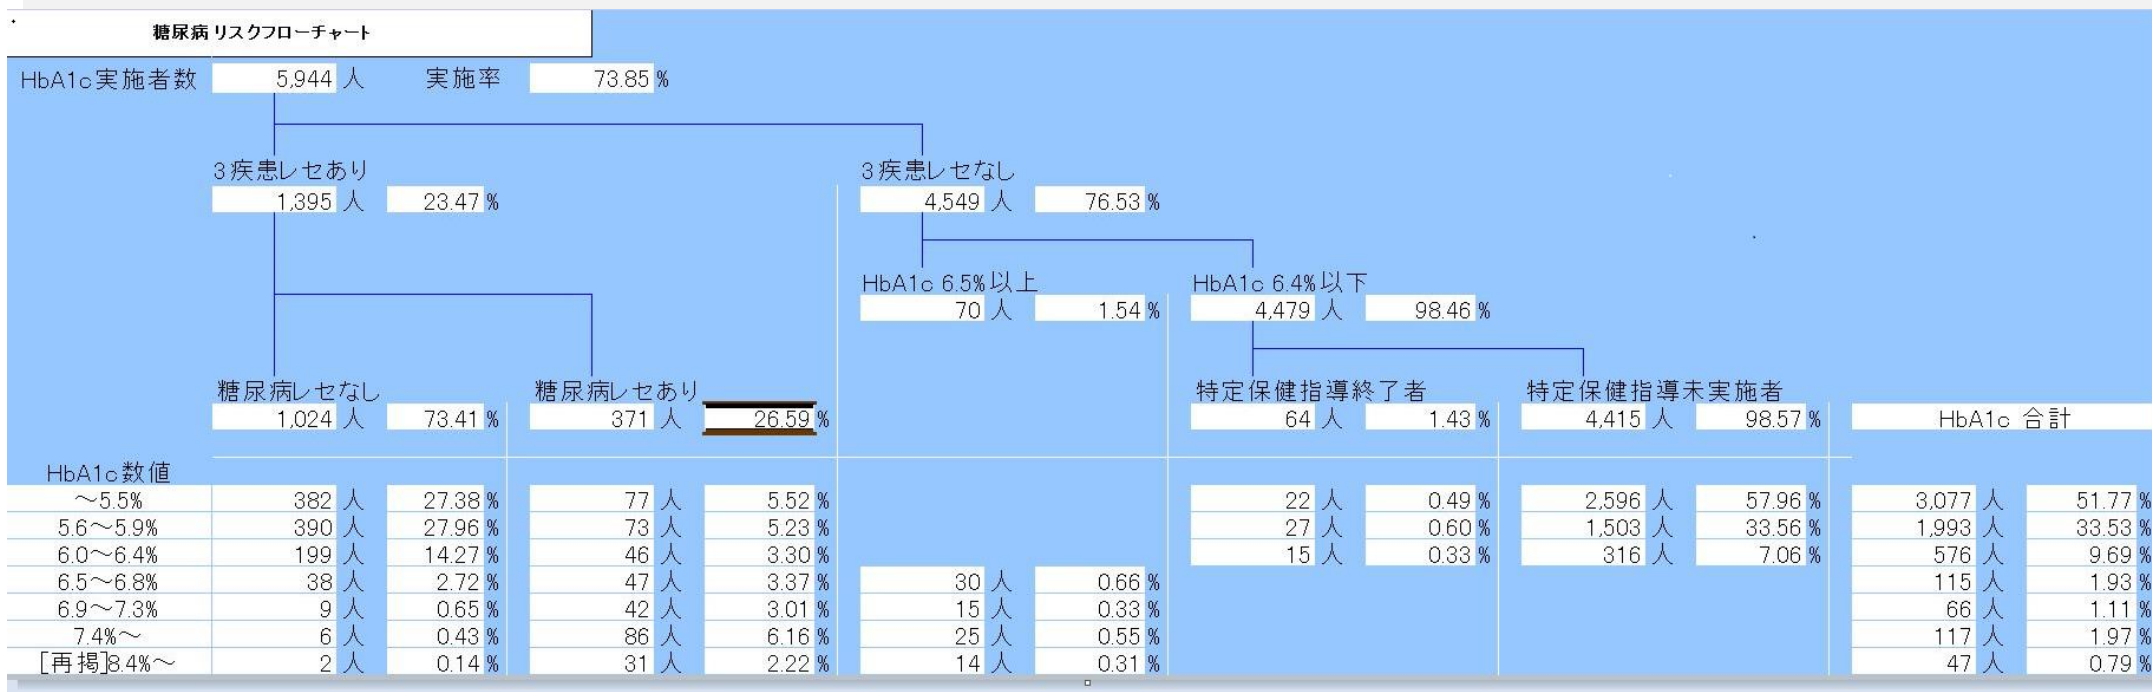 糖尿病リスクフローチャート
HbA1c実施者数 5,944 人 実施率 73.85 %
3疾患レセあり 3疾患レセなし
1,395 人 23.47 % 4,549 人 76.53 %
HbA1c 6.5%以上 HbA1c 6.4%以下
70 人 1.54 % 4,479 人 98.46 %
糖尿病レセなし 糖尿病レセあり 特定保健指導終了者 特定保健指導未実施者
1,024 人 73.41 % 371 人 26.59 % 64 人 1.43 % 4,415 人 98.57 % HbA1c 合計
HbA1c数値
～5.5% 382 人 27.38 % 77 人 5.52 % 22 人 0.49 % 2,596 人 57.96 % 3,077 人 51.77 %
5.6～5.9% 390 人 27.96 % 73 人 5.23 % 27 人 0.60 % 1,503 人 33.56 % 1,993 人 33.53 %
6.0～6.4% 199 人 14.27 % 46 人 3.30 % 15 人 0.33 % 316 人 7.06 % 576 人 9.69 %
6.5～6.8% 38 人 2.72 % 47 人 3.37 % 30 人 0.66 % 115 人 1.93 %
6.9～7.3% 9 人 0.65 % 42 人 3.01 % 15 人 0.33 % 66 人 1.11 %
7.4%～ 6 人 0.43 % 86 人 6.16 % 25 人 0.55 % 117 人 1.97 %
[再掲]8.4%～ 2 人 0.14 % 31 人 2.22 % 14 人 0.31 % 47 人 0.79 %